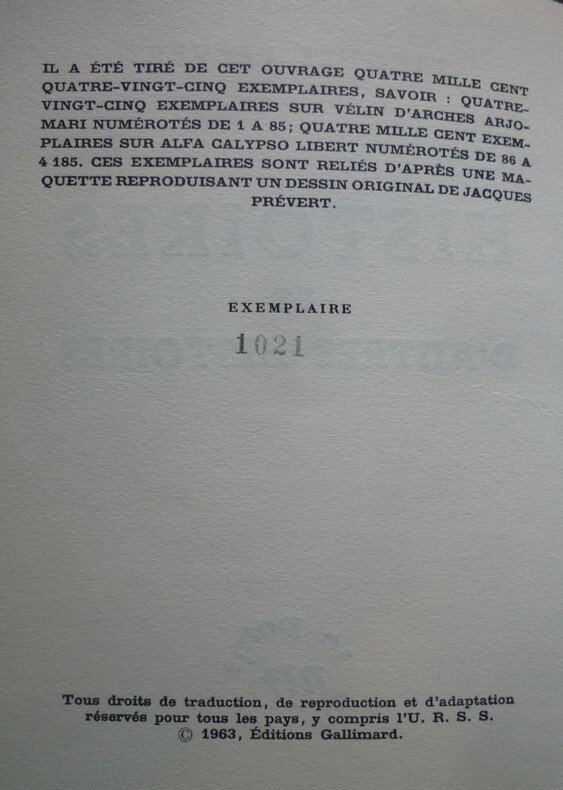 IL A ÉTÉ TIRÉ DE CET OUVRAGE QUATRE MILLE CENT
QUATRE-VINGT-CINQ EXEMPLAIRES, SAVOIR : QUATRE-
VINGT-CINQ EXEMPLAIRES SUR VÉLIN D'ARCHES ARJO-
MARI NUMÉROTÉS DE 1 A 85; QUATRE MILLE CENT EXEM-
PLAIRES SUR ALFA CALYPSO LIBERT NUMÉROTÉS DE 86 A
4 185. CES EXEMPLAIRES SONT RELIÉS D'APRÈS UNE MA-
QUETTE REPRODUISANT UN DESSIN ORIGINAL DE JACQUES
PRÉVERT.
EXEMPLAIRE
1021
Tous droits de traduction, de reproduction et d'adaptation
réservés pour tous les pays, y compris l'U. R. S. S.
© 1963, Éditions Gallimard.